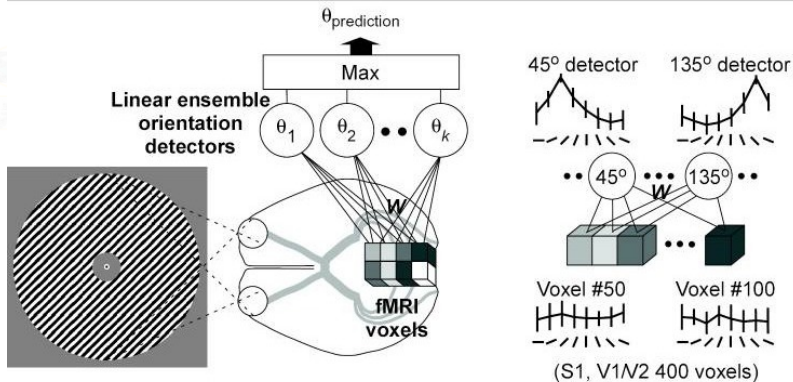 θprediction
Max
Linear ensemble
orientation
detectors
θ1 θ2 θk
W
fMRI
voxels
45° detector 135° detector
45° 135°
W
Voxel #50 Voxel #100
(S1, V1/V2 400 voxels)